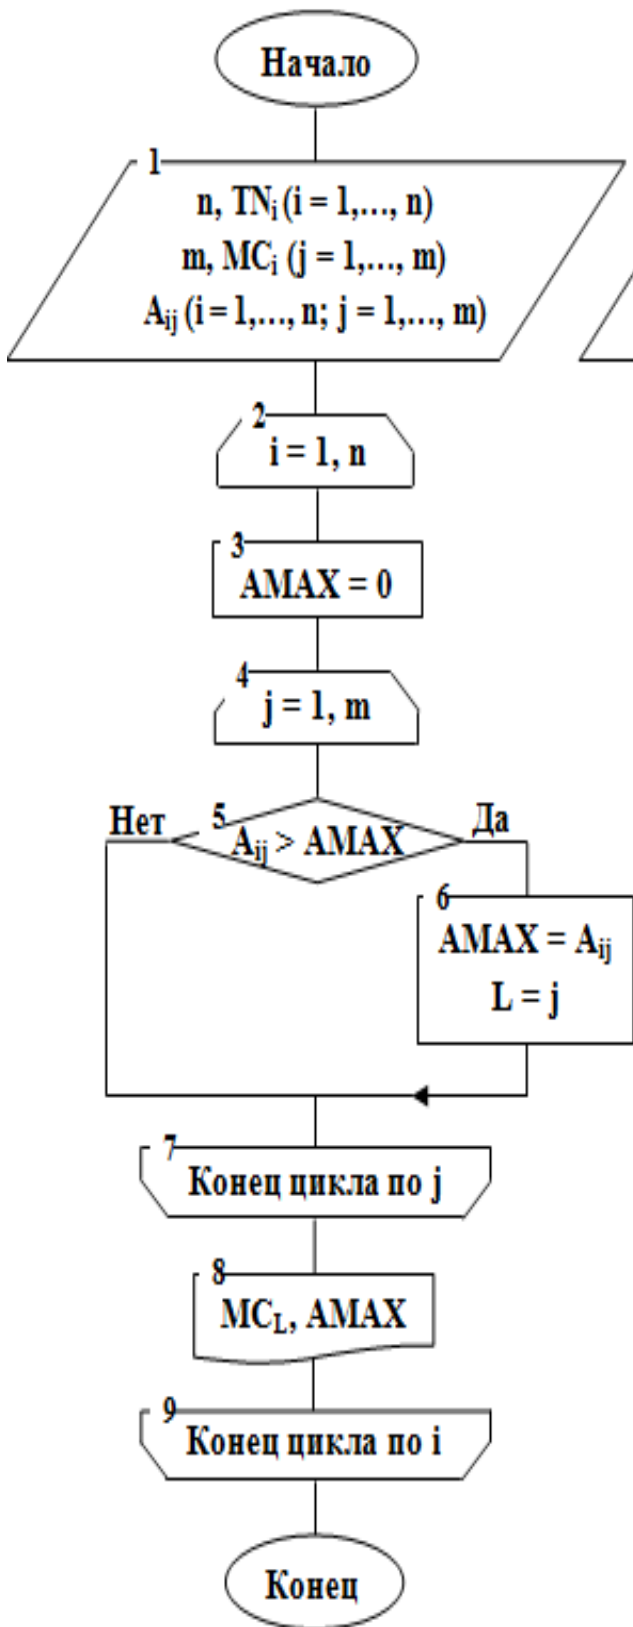 Начало
1
n, TNi (i = 1,..., n)
m, MCi (j = 1,..., m)
Aij (i = 1,..., n; j = 1,..., m)
2
i = 1, n
3
AMAX = 0
4
j = 1, m
Нет
5
Да
Aij > AMAX
6
AMAX = Aij
L = j
7
Конец цикла по j
8
MCL, AMAX
9
Конец цикла по i
Конец